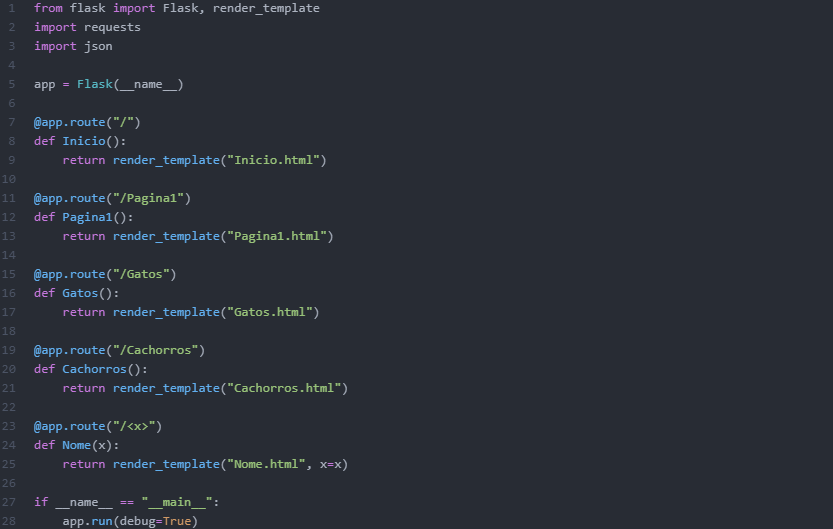 1 from flask import Flask, render_template
2 import requests
3 import json
4
5 app = Flask(__name__)
6
7 @app.route("/")
8 def Inicio():
9     return render_template("Inicio.html")
10
11 @app.route("/Pagina1")
12 def Pagina1():
13     return render_template("Pagina1.html")
14
15 @app.route("/Gatos")
16 def Gatos():
17     return render_template("Gatos.html")
18
19 @app.route("/Cachorros")
20 def Cachorros():
21     return render_template("Cachorros.html")
22
23 @app.route("/<x>")
24 def Nome(x):
25     return render_template("Nome.html", x=x)
26
27 if __name__ == "__main__":
28     app.run(debug=True)